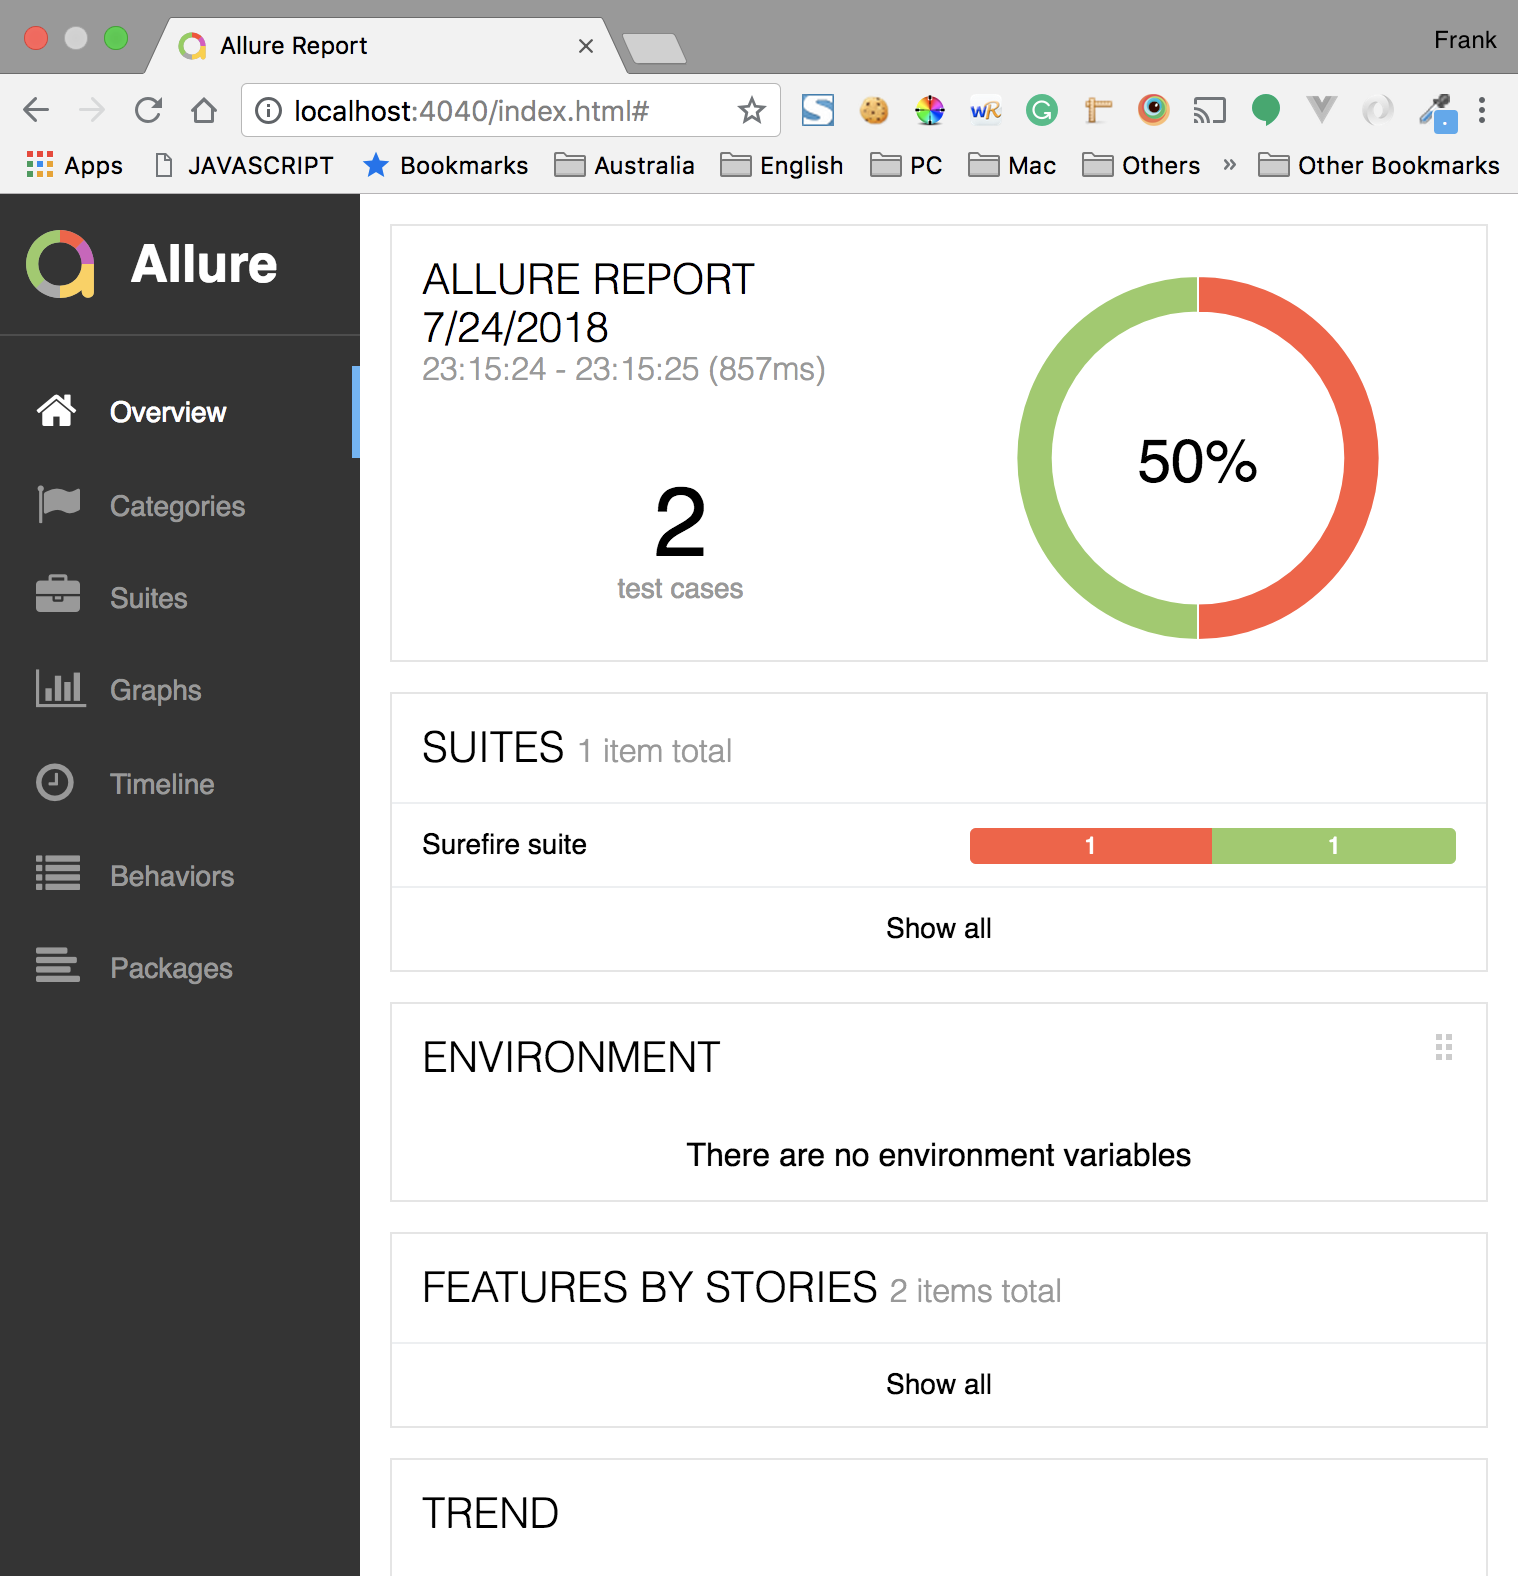 Allure Report
Frank
localhost:4040/index.html#
Apps JAVASCRIPT Bookmarks Australia English PC Mac Others » Other Bookmarks
Allure
Overview
Categories
Suites
Graphs
Timeline
Behaviors
Packages
ALLURE REPORT
7/24/2018
23:15:24 - 23:15:25 (857ms)
2
test cases
50%
SUITES 1 item total
Surefire suite 1 1
Show all
ENVIRONMENT
There are no environment variables
FEATURES BY STORIES 2 items total
Show all
TREND